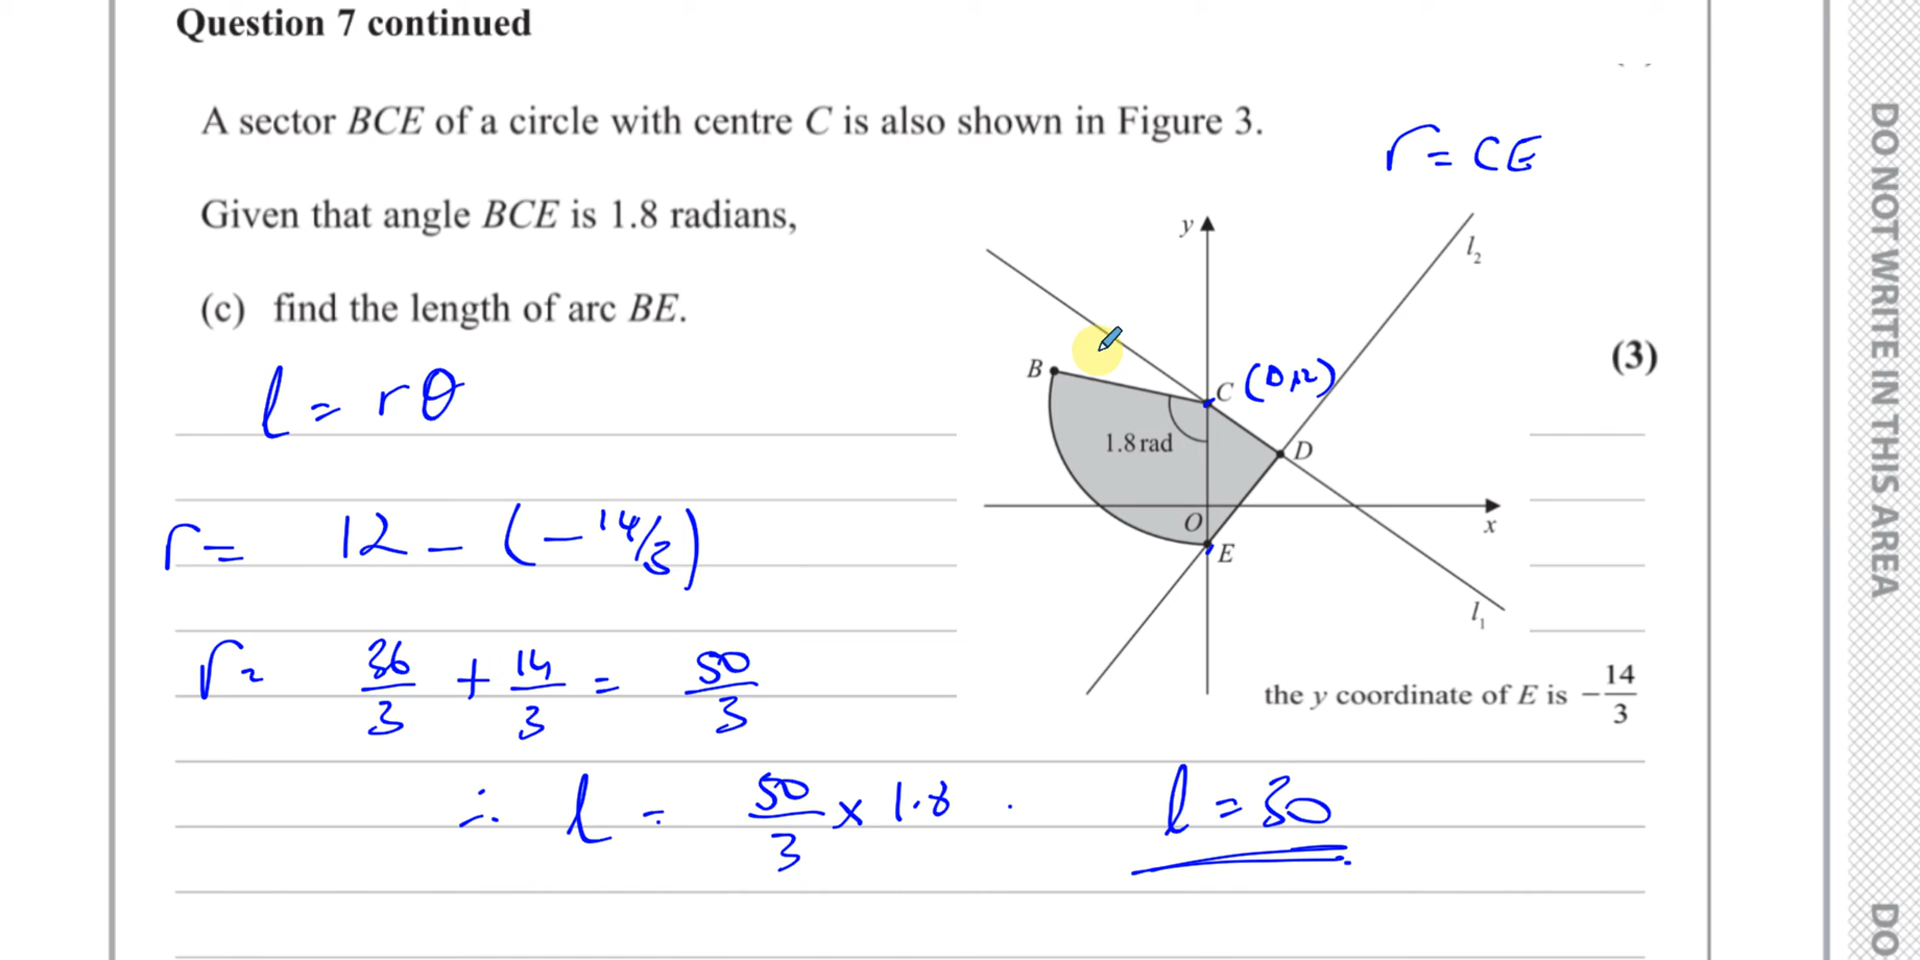 Question 7 continued
A sector BCE of a circle with centre C is also shown in Figure 3.
r = CE
Given that angle BCE is 1.8 radians,
(c) find the length of arc BE.
(3)
y
l₂
B
C (0,12)
1.8 rad
D
O
x
E
l₁
the y coordinate of E is −14/3
l = rθ
r = 12 − (−14/3)
r = 36/3 + 14/3 = 50/3
∴ l = 50/3 × 1.8 . l = 30
DO NOT WRITE IN THIS AREA
DO